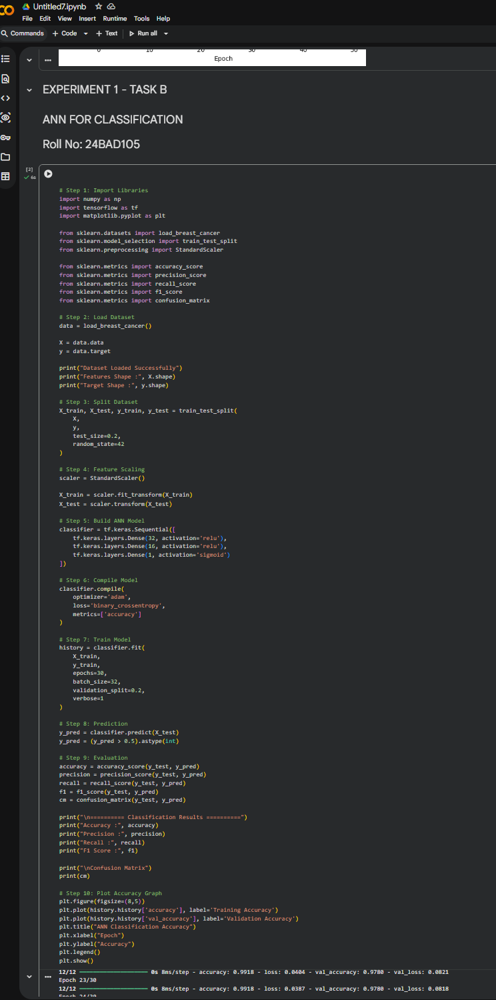 CO Untitled7.ipynb
File Edit View Insert Runtime Tools Help
Commands + Code + Text Run all
0 10 20 30 40 50
Epoch
EXPERIMENT 1 - TASK B
ANN FOR CLASSIFICATION
Roll No: 24BAD105
[2]
6s
# Step 1: Import Libraries
import numpy as np
import tensorflow as tf
import matplotlib.pyplot as plt
from sklearn.datasets import load_breast_cancer
from sklearn.model_selection import train_test_split
from sklearn.preprocessing import StandardScaler
from sklearn.metrics import accuracy_score
from sklearn.metrics import precision_score
from sklearn.metrics import recall_score
from sklearn.metrics import f1_score
from sklearn.metrics import confusion_matrix
# Step 2: Load Dataset
data = load_breast_cancer()
X = data.data
y = data.target
print("Dataset Loaded Successfully")
print("Features Shape :", X.shape)
print("Target Shape :", y.shape)
# Step 3: Split Dataset
X_train, X_test, y_train, y_test = train_test_split(
    X,
    y,
    test_size=0.2,
    random_state=42
)
# Step 4: Feature Scaling
scaler = StandardScaler()
X_train = scaler.fit_transform(X_train)
X_test = scaler.transform(X_test)
# Step 5: Build ANN Model
classifier = tf.keras.Sequential([
    tf.keras.layers.Dense(32, activation='relu'),
    tf.keras.layers.Dense(16, activation='relu'),
    tf.keras.layers.Dense(1, activation='sigmoid')
])
# Step 6: Compile Model
classifier.compile(
    optimizer='adam',
    loss='binary_crossentropy',
    metrics=['accuracy']
)
# Step 7: Train Model
history = classifier.fit(
    X_train,
    y_train,
    epochs=30,
    batch_size=32,
    validation_split=0.2,
    verbose=1
)
# Step 8: Prediction
y_pred = classifier.predict(X_test)
y_pred = (y_pred > 0.5).astype(int)
# Step 9: Evaluation
accuracy = accuracy_score(y_test, y_pred)
precision = precision_score(y_test, y_pred)
recall = recall_score(y_test, y_pred)
f1 = f1_score(y_test, y_pred)
cm = confusion_matrix(y_test, y_pred)
print("\n========== Classification Results ==========")
print("Accuracy :", accuracy)
print("Precision :", precision)
print("Recall :", recall)
print("F1 Score :", f1)
print("\nConfusion Matrix")
print(cm)
# Step 10: Plot Accuracy Graph
plt.figure(figsize=(8,5))
plt.plot(history.history['accuracy'], label='Training Accuracy')
plt.plot(history.history['val_accuracy'], label='Validation Accuracy')
plt.title("ANN Classification Accuracy")
plt.xlabel("Epoch")
plt.ylabel("Accuracy")
plt.legend()
plt.show()
12/12 0s 8ms/step - accuracy: 0.9918 - loss: 0.0404 - val_accuracy: 0.9780 - val_loss: 0.0821
Epoch 23/30
12/12 0s 8ms/step - accuracy: 0.9918 - loss: 0.0387 - val_accuracy: 0.9780 - val_loss: 0.0818
Epoch 24/30